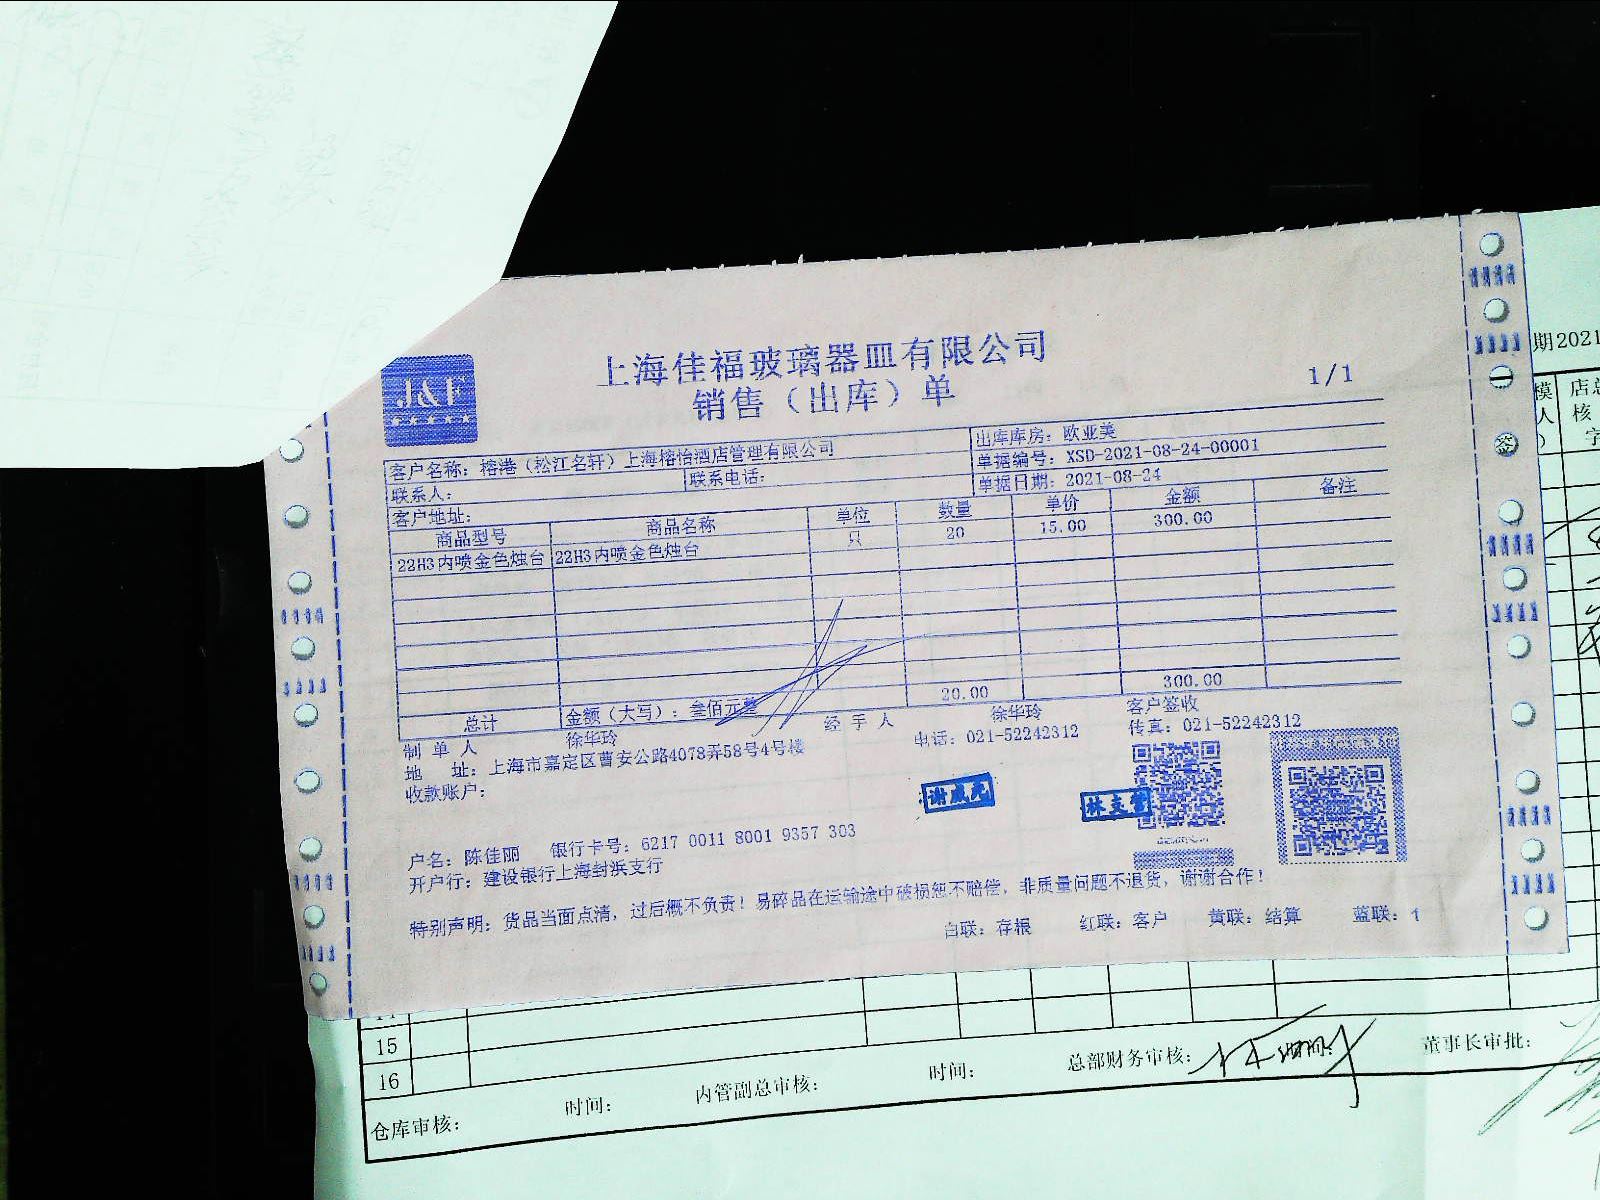 J&F
上海佳福玻璃器皿有限公司
销售（出库）单
1/1
客户名称：榕港（松江名轩）上海榕怡酒店管理有限公司
出库库房：欧亚美
联系人：
联系电话：
单据编号：XSD-2021-08-24-00001
客户地址：
单据日期：2021-08-24
商品型号 商品名称 单位 数量 单价 金额 备注
22H3内喷金色烛台 22H3内喷金色烛台 只 20 15.00 300.00
总计 金额（大写）：叁佰元整 20.00 300.00
制单人 徐华玲 经手人 徐华玲 客户签收
地 址：上海市嘉定区曹安公路4078弄58号4号楼 电话：021-52242312 传真：021-52242312
收款账户：
户名：陈佳丽 银行卡号：6217 0011 8001 9357 303
开户行：建设银行上海封浜支行
特别声明：货品当面点清，过后概不负责！易碎品在运输途中破损恕不赔偿，非质量问题不退货，谢谢合作！
白联：存根 红联：客户 黄联：结算 蓝联：
期2021
签
模
人
店总
核
字
15
16
仓库审核： 时间： 内管副总审核： 时间： 总部财务审核： 时间： 董事长审批：